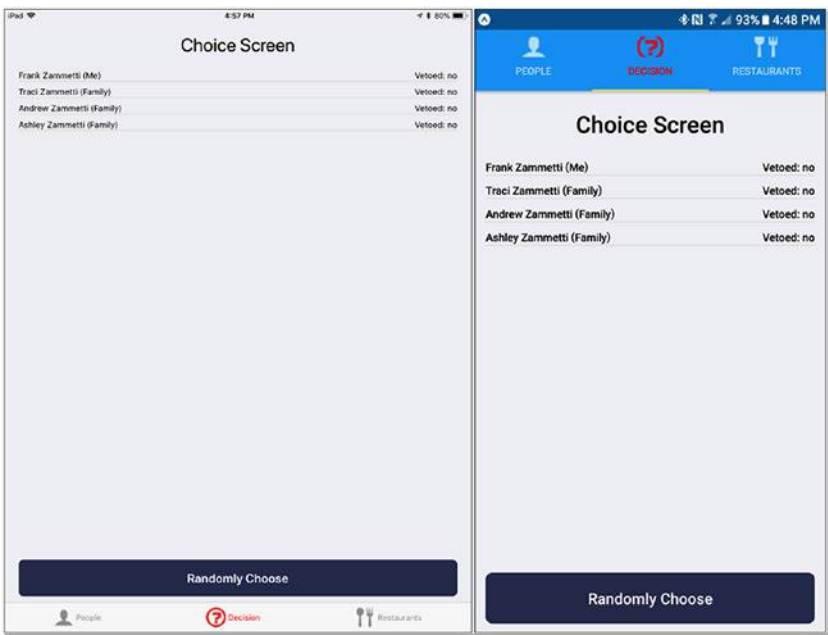 iPad 4:57 PM 80%
Choice Screen
Frank Zammetti (Me) Vetoed: no
Traci Zammetti (Family) Vetoed: no
Andrew Zammetti (Family) Vetoed: no
Ashley Zammetti (Family) Vetoed: no
Randomly Choose
People (?) Decision Restaurants
93% 4:48 PM
(?)
PEOPLE DECISION RESTAURANTS
Choice Screen
Frank Zammetti (Me) Vetoed: no
Traci Zammetti (Family) Vetoed: no
Andrew Zammetti (Family) Vetoed: no
Ashley Zammetti (Family) Vetoed: no
Randomly Choose